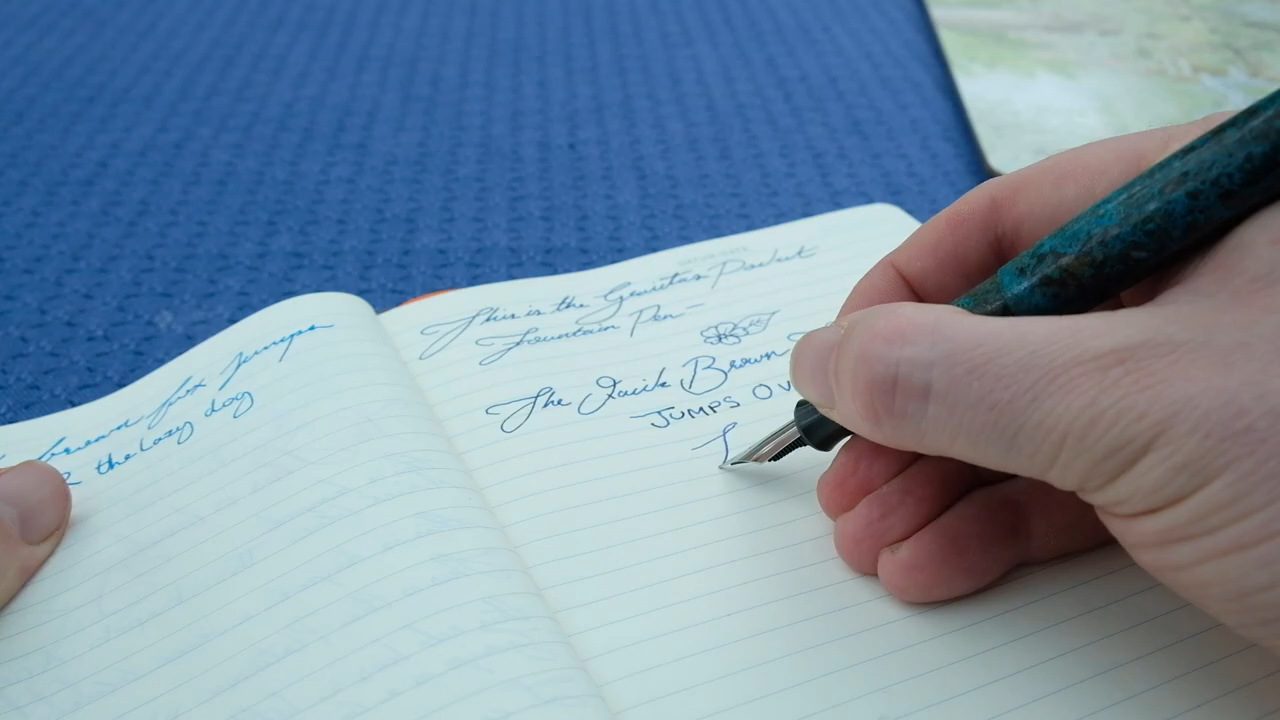 brown fox jumps
the lazy dog
This is the Gravitas Pocket
Fountain Pen
The Quick Brown
JUMPS OV